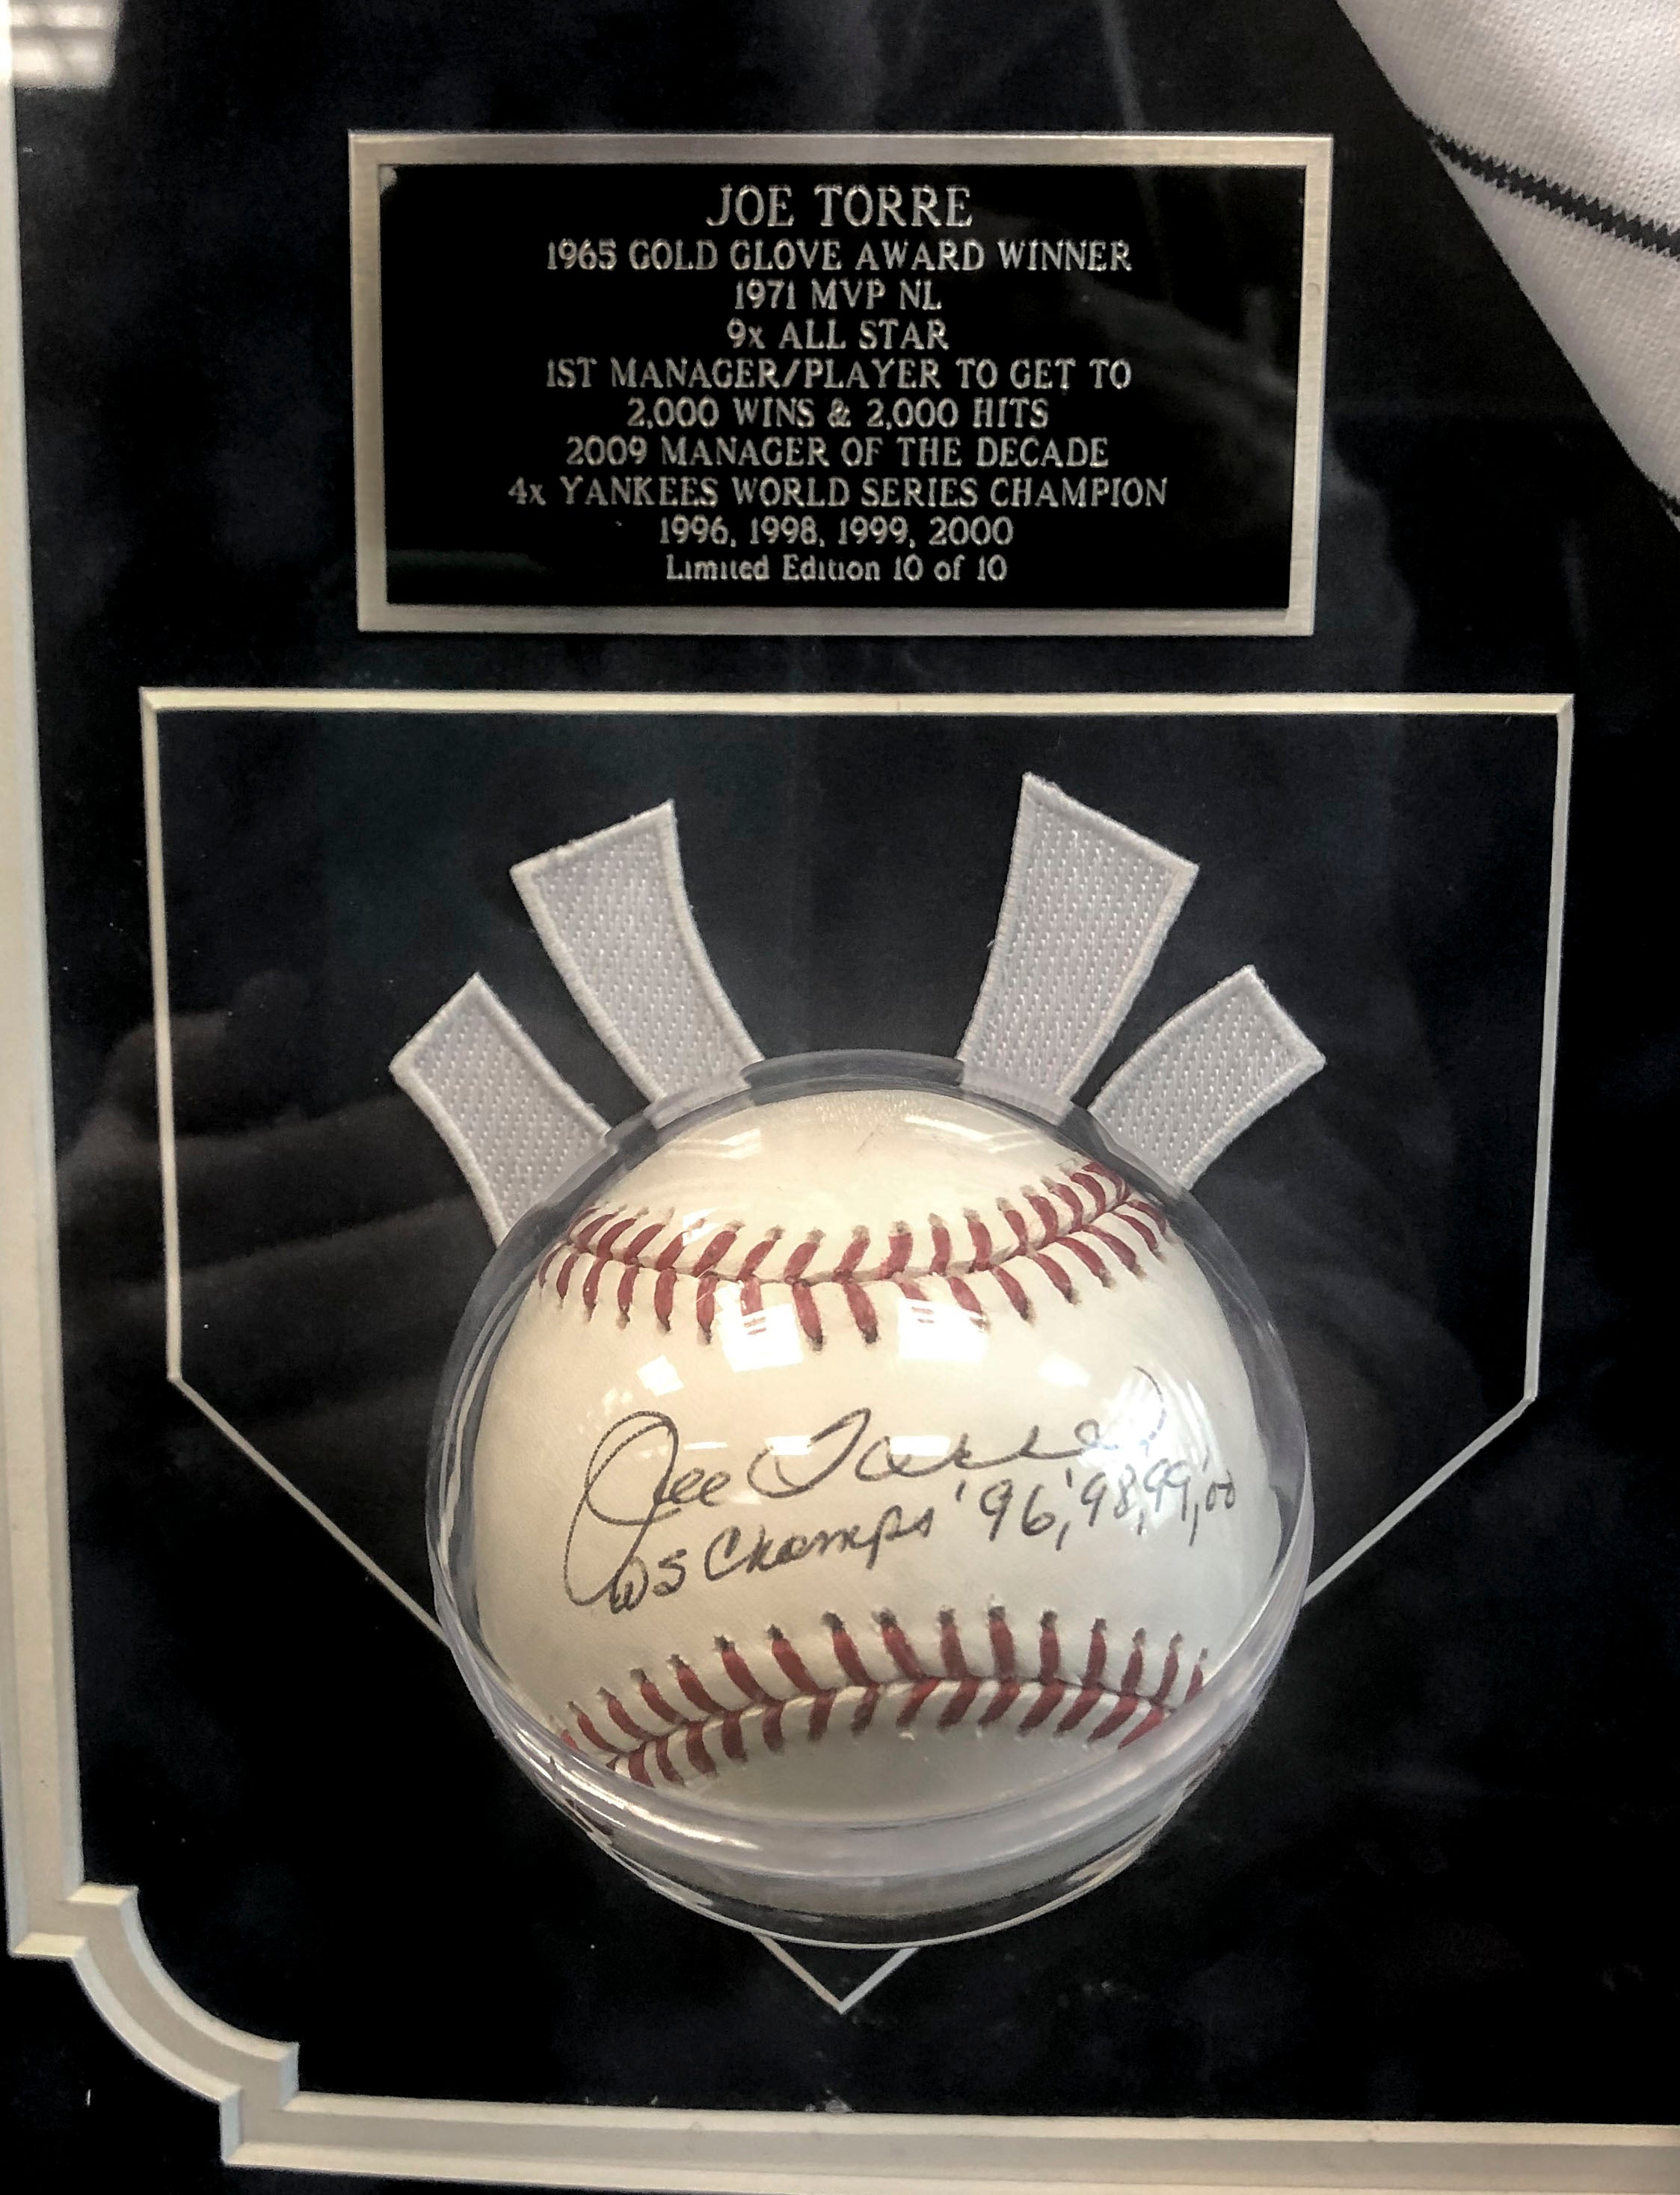 JOE TORRE
1965 GOLD GLOVE AWARD WINNER
1971 MVP NL
9x ALL STAR
1ST MANAGER/PLAYER TO GET TO
2,000 WINS & 2,000 HITS
2009 MANAGER OF THE DECADE
4x YANKEES WORLD SERIES CHAMPION
1996, 1998, 1999, 2000
Limited Edition 10 of 10
Joe Torre
WS Champs '96, '98, '99, '00